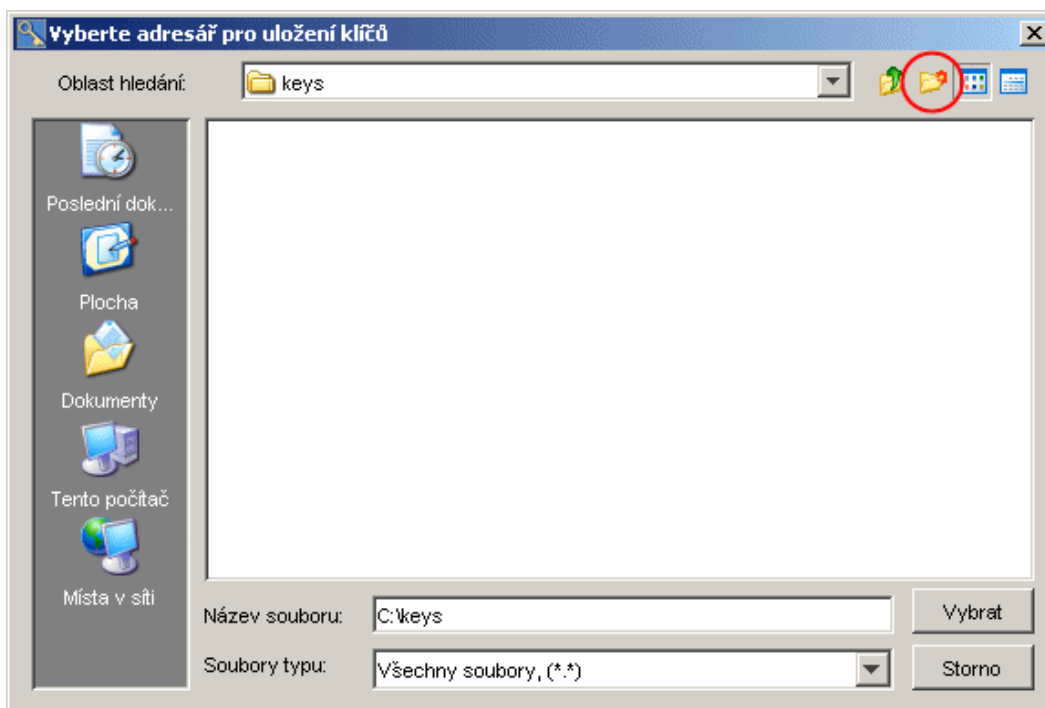 Vyberte adresář pro uložení klíčů
Oblast hledání:
keys
Poslední dok...
Plocha
Dokumenty
Tento počítač
Místa v síti
Název souboru:
C:\keys
Vybrat
Soubory typu:
Všechny soubory, (*.*)
Storno